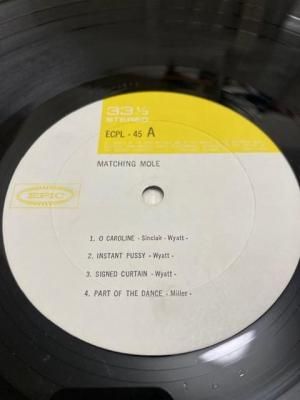 33⅓
STEREO
ECPL - 45 A
MATCHING MOLE
EPIC
1. O CAROLINE - Sinclair - Wyatt -
2. INSTANT PUSSY - Wyatt -
3. SIGNED CURTAIN - Wyatt -
4. PART OF THE DANCE - Miller -